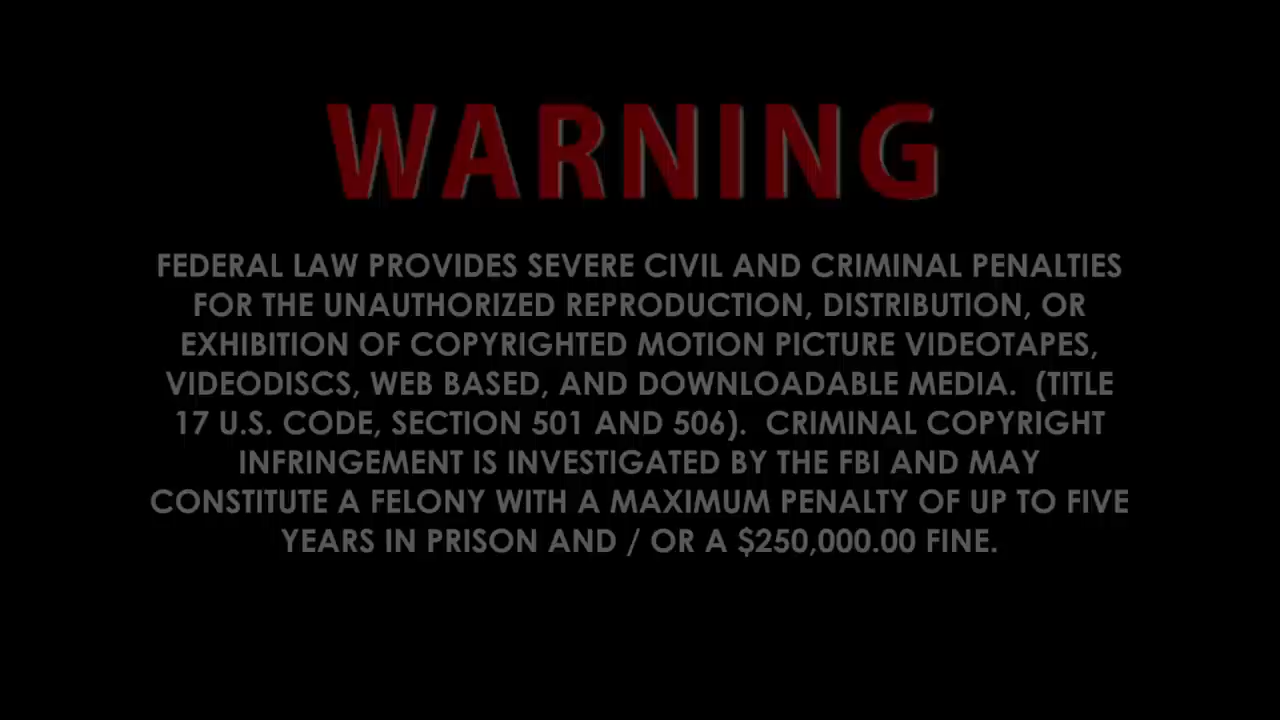 WARNING
FEDERAL LAW PROVIDES SEVERE CIVIL AND CRIMINAL PENALTIES
FOR THE UNAUTHORIZED REPRODUCTION, DISTRIBUTION, OR
EXHIBITION OF COPYRIGHTED MOTION PICTURE VIDEOTAPES,
VIDEODISCS, WEB BASED, AND DOWNLOADABLE MEDIA.  (TITLE
17 U.S. CODE, SECTION 501 AND 506).  CRIMINAL COPYRIGHT
INFRINGEMENT IS INVESTIGATED BY THE FBI AND MAY
CONSTITUTE A FELONY WITH A MAXIMUM PENALTY OF UP TO FIVE
YEARS IN PRISON AND / OR A $250,000.00 FINE.